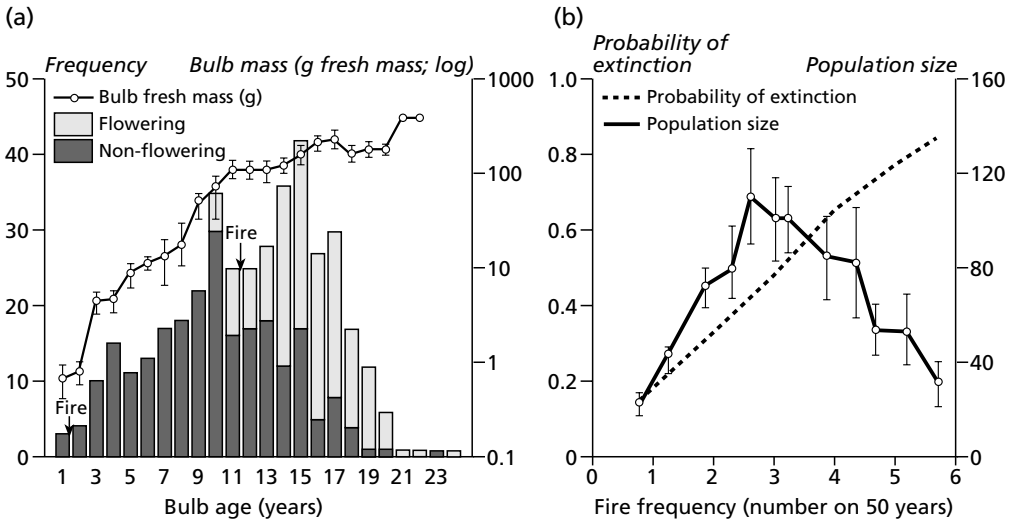 (a)
Frequency
Bulb mass (g fresh mass; log)
50
40
30
20
10
0
1000
100
10
1
0.1
Bulb fresh mass (g)
Flowering
Non-flowering
Fire
Fire
1 3 5 7 9 11 13 15 17 19 21 23
Bulb age (years)
(b)
Probability of
extinction
Population size
1.0
0.8
0.6
0.4
0.2
0
160
120
80
40
0
Probability of extinction
Population size
0 1 2 3 4 5 6
Fire frequency (number on 50 years)